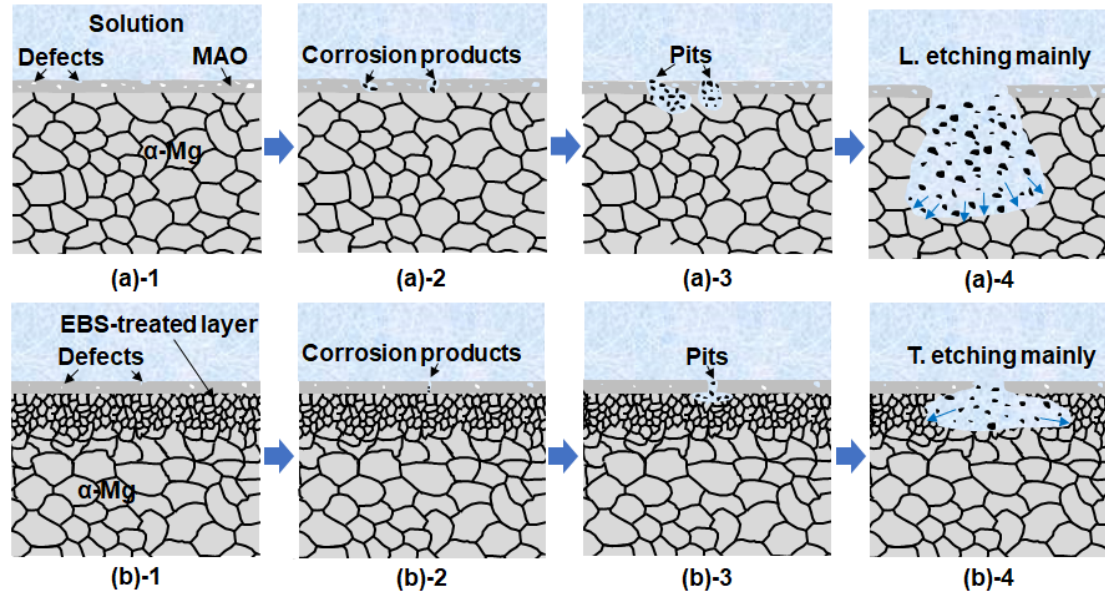 Solution
Defects MAO
α-Mg
(a)-1
Corrosion products
(a)-2
Pits
(a)-3
L. etching mainly
(a)-4
EBS-treated layer
Defects
α-Mg
(b)-1
Corrosion products
(b)-2
Pits
(b)-3
T. etching mainly
(b)-4